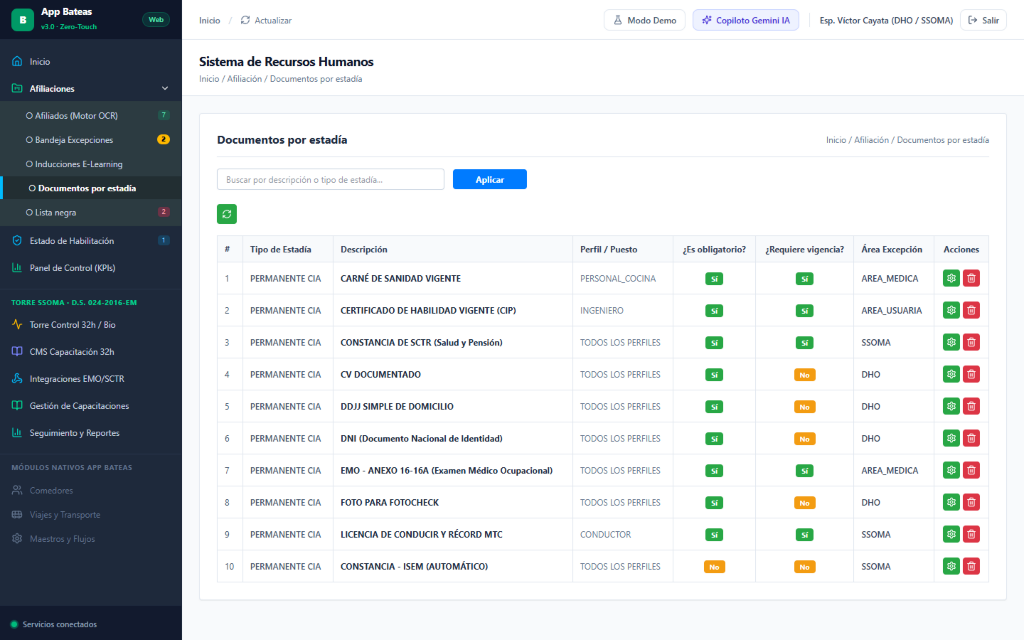 B
App Bateas
v3.0 · Zero-Touch
Web
Inicio
Afiliaciones
Afiliados (Motor OCR) 7
Bandeja Excepciones 2
Inducciones E-Learning
Documentos por estadía
Lista negra 2
Estado de Habilitación 1
Panel de Control (KPIs)
TORRE SSOMA - D.S. 024-2016-EM
Torre Control 32h / Bio
CMS Capacitación 32h
Integraciones EMO/SCTR
Gestión de Capacitaciones
Seguimiento y Reportes
MÓDULOS NATIVOS APP BATEAS
Comedores
Viajes y Transporte
Maestros y Flujos
Servicios conectados
Inicio / Actualizar
Modo Demo
Copiloto Gemini IA
Esp. Víctor Cayata (DHO / SSOMA)
Salir
Sistema de Recursos Humanos
Inicio / Afiliación / Documentos por estadía
Documentos por estadía
Inicio / Afiliación / Documentos por estadía
Buscar por descripción o tipo de estadía...
Aplicar
# Tipo de Estadía Descripción Perfil / Puesto ¿Es obligatorio? ¿Requiere vigencia? Área Excepción Acciones
1 PERMANENTE CIA CARNÉ DE SANIDAD VIGENTE PERSONAL_COCINA Sí Sí AREA_MEDICA
2 PERMANENTE CIA CERTIFICADO DE HABILIDAD VIGENTE (CIP) INGENIERO Sí Sí AREA_USUARIA
3 PERMANENTE CIA CONSTANCIA DE SCTR (Salud y Pensión) TODOS LOS PERFILES Sí Sí SSOMA
4 PERMANENTE CIA CV DOCUMENTADO TODOS LOS PERFILES Sí No DHO
5 PERMANENTE CIA DDJJ SIMPLE DE DOMICILIO TODOS LOS PERFILES Sí No DHO
6 PERMANENTE CIA DNI (Documento Nacional de Identidad) TODOS LOS PERFILES Sí No DHO
7 PERMANENTE CIA EMO - ANEXO 16-16A (Examen Médico Ocupacional) TODOS LOS PERFILES Sí Sí AREA_MEDICA
8 PERMANENTE CIA FOTO PARA FOTOCHECK TODOS LOS PERFILES Sí No DHO
9 PERMANENTE CIA LICENCIA DE CONDUCIR Y RÉCORD MTC CONDUCTOR Sí Sí SSOMA
10 PERMANENTE CIA CONSTANCIA - ISEM (AUTOMÁTICO) TODOS LOS PERFILES No No SSOMA